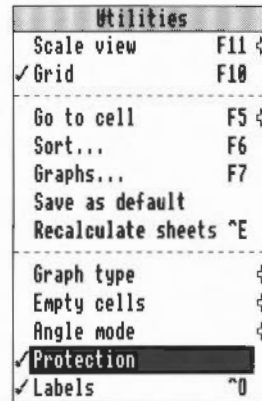 Utilities
Scale view F11
✓ Grid F10
Go to cell F5
Sort... F6
Graphs... F7
Save as default
Recalculate sheets ^E
Graph type
Empty cells
Angle mode
✓ Protection
✓ Labels ^O